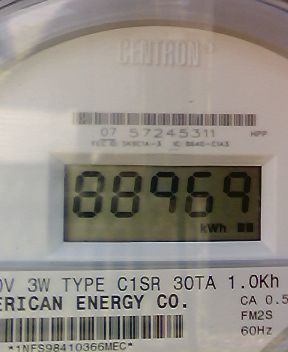 CENTRON
07 57245311 HPP
88969
kWh
0V 3W TYPE C1SR 30TA 1.0Kh
ERICAN ENERGY CO.
CA 0.5
FM2S
60Hz
*1NFS98410366MEC*